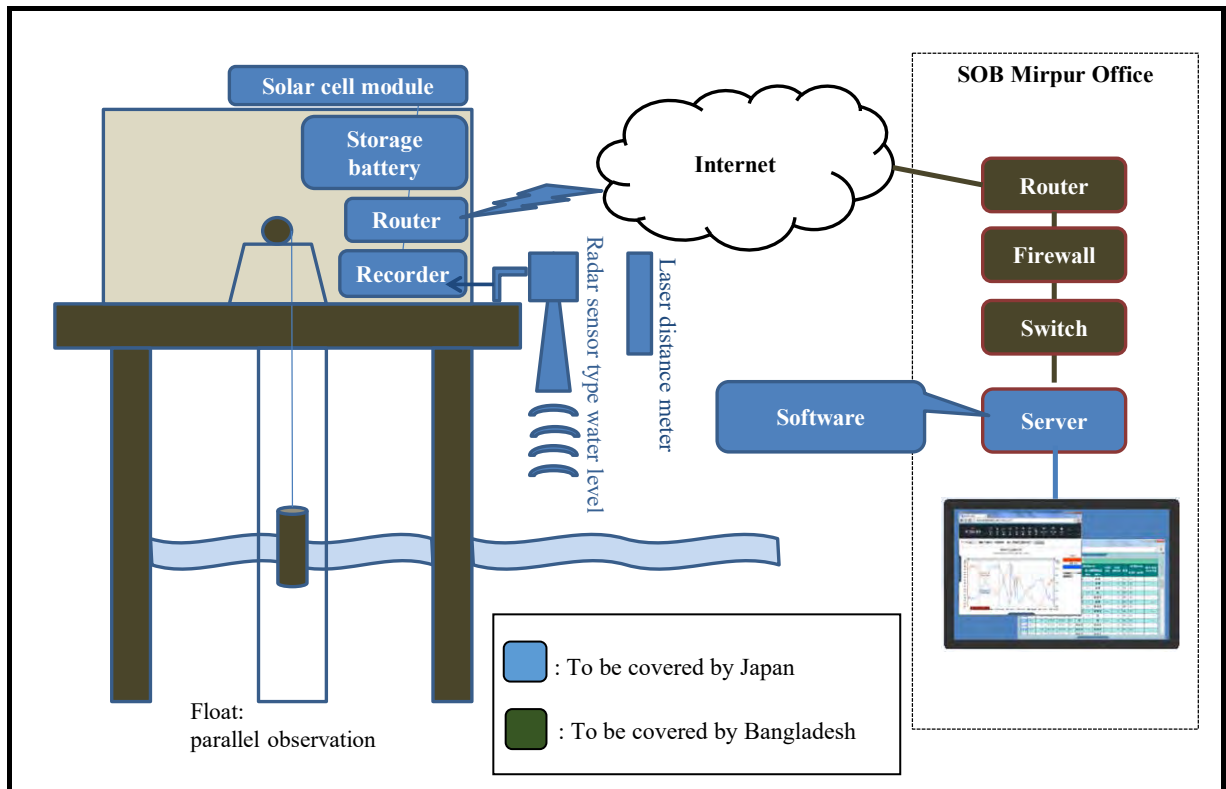 SOB Mirpur Office
Solar cell module
Storage
battery
Router
Recorder
Internet
Radar sensor type water level
Laser distance meter
Router
Firewall
Switch
Software
Server
Float:
parallel observation
: To be covered by Japan
: To be covered by Bangladesh